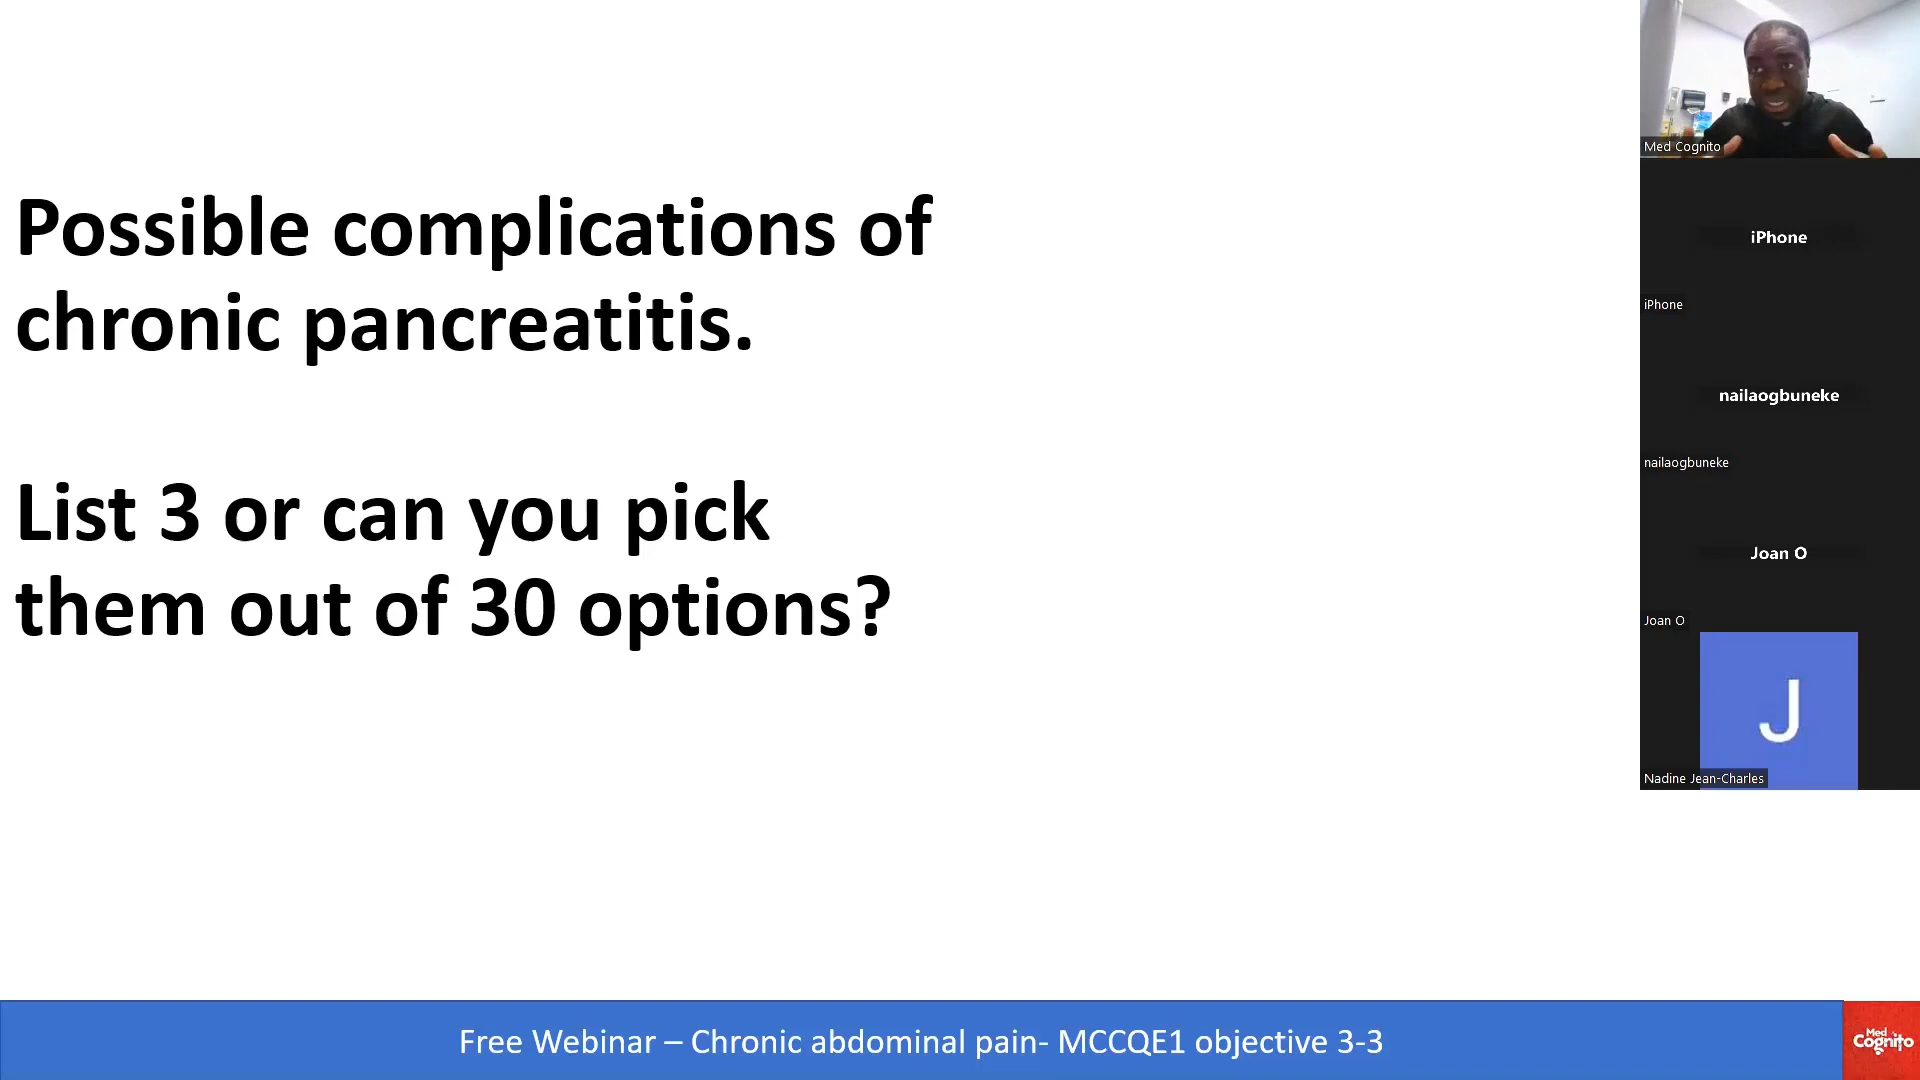 Possible complications of
chronic pancreatitis.
List 3 or can you pick
them out of 30 options?
Med Cognito
iPhone
iPhone
nailaogbuneke
nailaogbuneke
Joan O
Joan O
J
Nadine Jean-Charles
Free Webinar – Chronic abdominal pain- MCCQE1 objective 3-3
Med
Cognito